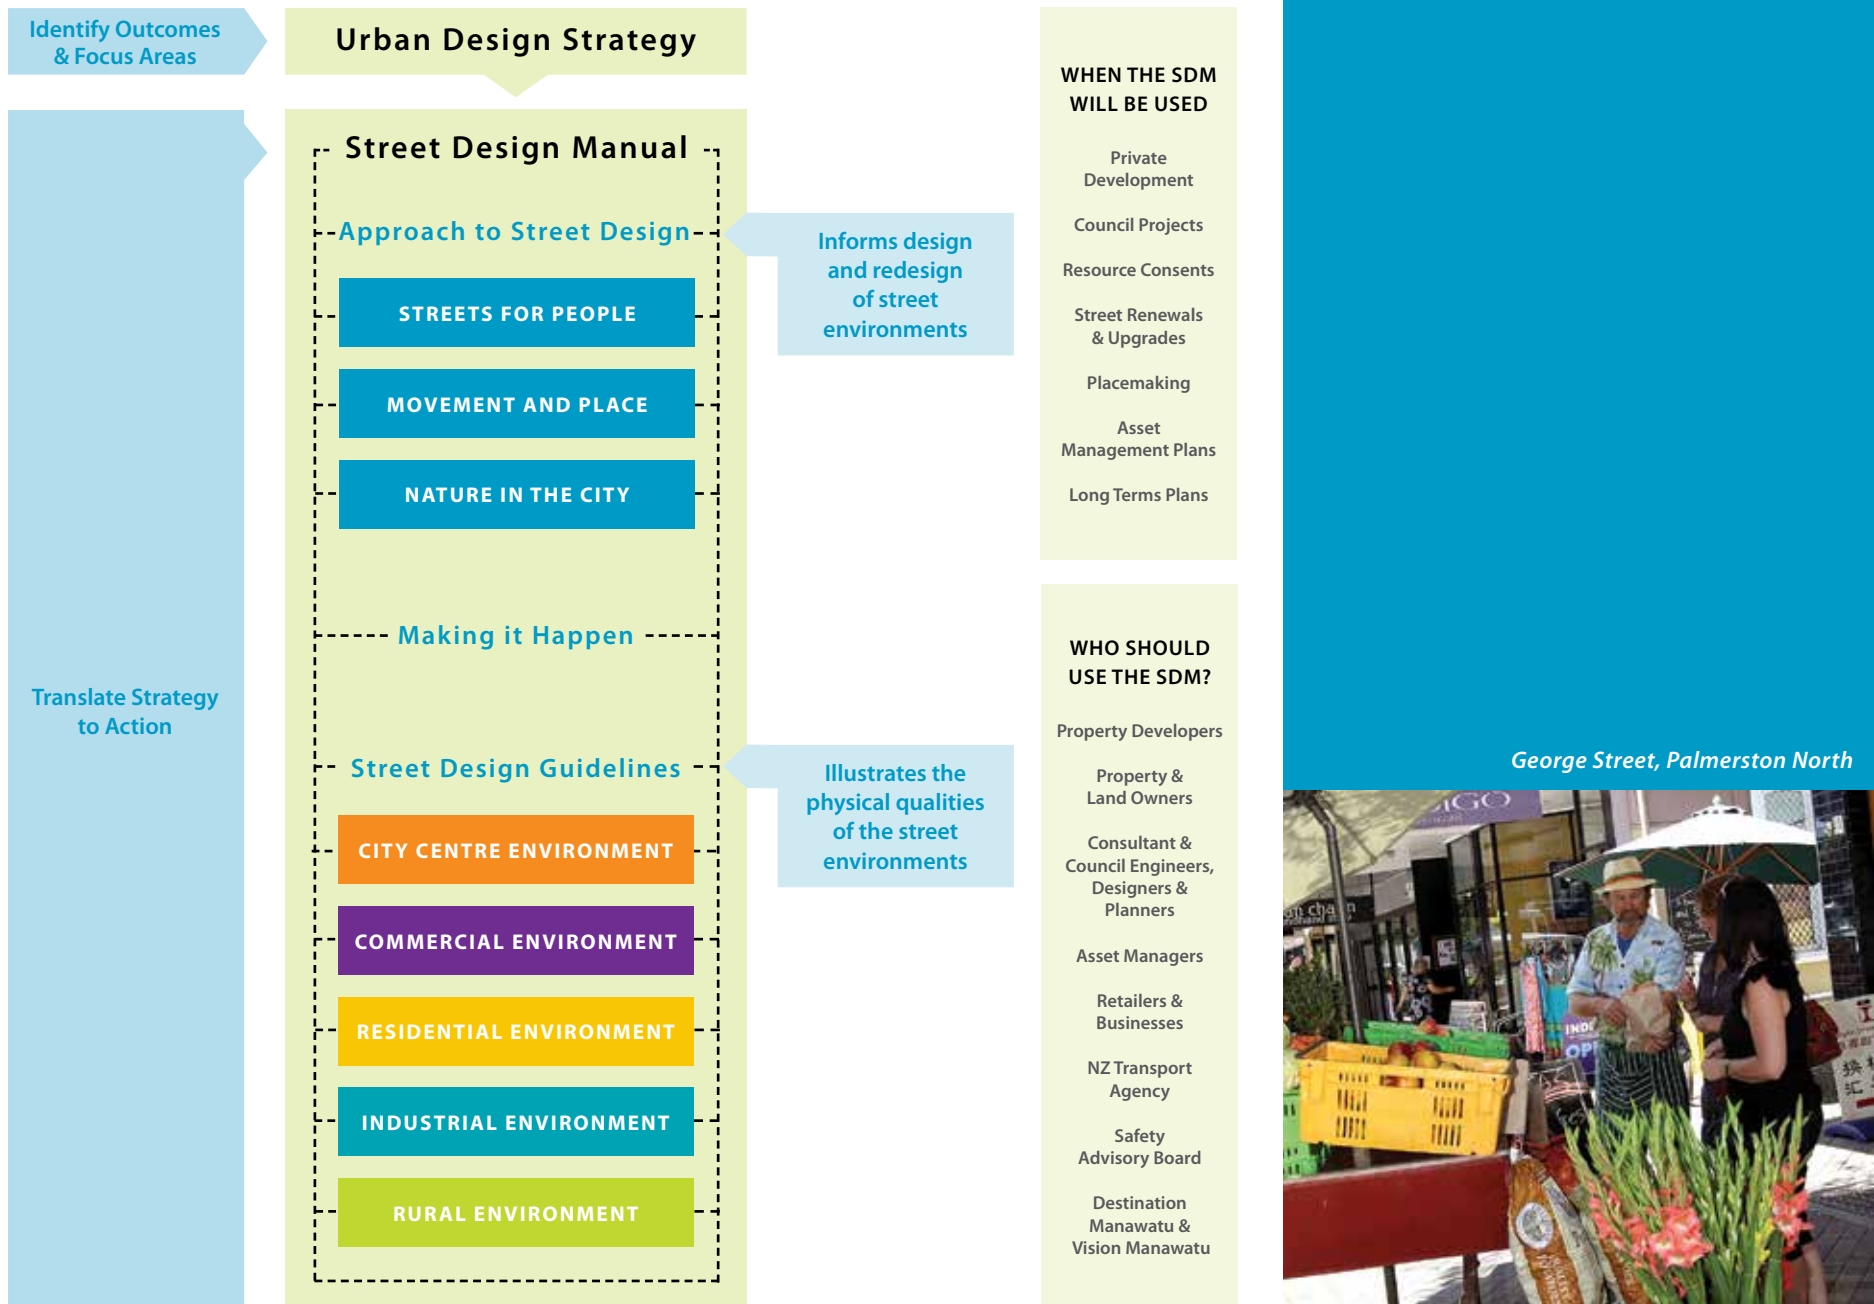 Identify Outcomes
& Focus Areas
Urban Design Strategy
Translate Strategy
to Action
Street Design Manual
Approach to Street Design
STREETS FOR PEOPLE
MOVEMENT AND PLACE
NATURE IN THE CITY
Making it Happen
Street Design Guidelines
CITY CENTRE ENVIRONMENT
COMMERCIAL ENVIRONMENT
RESIDENTIAL ENVIRONMENT
INDUSTRIAL ENVIRONMENT
RURAL ENVIRONMENT
Informs design
and redesign
of street
environments
Illustrates the
physical qualities
of the street
environments
WHEN THE SDM
WILL BE USED
Private
Development
Council Projects
Resource Consents
Street Renewals
& Upgrades
Placemaking
Asset
Management Plans
Long Terms Plans
WHO SHOULD
USE THE SDM?
Property Developers
Property &
Land Owners
Consultant &
Council Engineers,
Designers &
Planners
Asset Managers
Retailers &
Businesses
NZ Transport
Agency
Safety
Advisory Board
Destination
Manawatu &
Vision Manawatu
George Street, Palmerston North